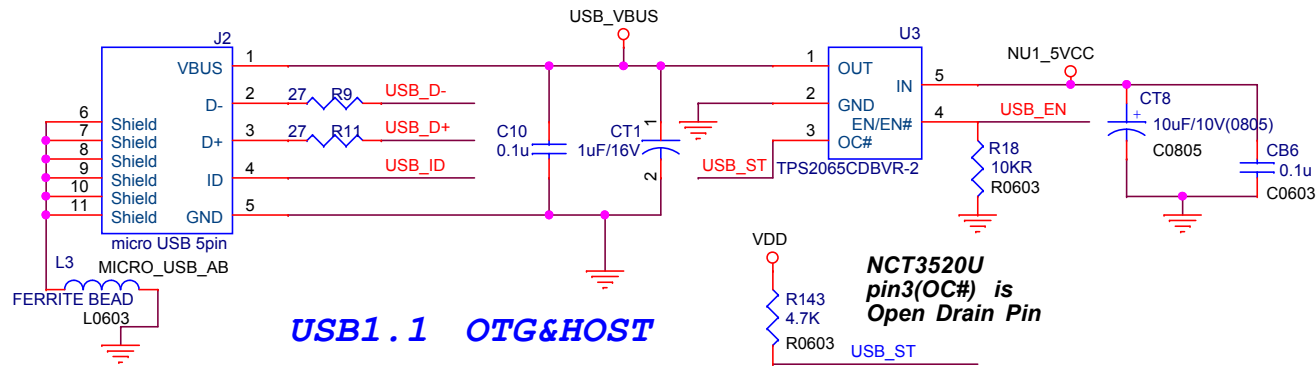 USB_VBUS
J2
U3
NU1_5VCC
VBUS 1
1 OUT
IN 5
D- 2 27 R9 USB_D-
2 GND
EN/EN# 4 USB_EN
CT8
+
10uF/10V(0805)
C0805
6 Shield
7 Shield
8 Shield
9 Shield
10 Shield
11 Shield
D+ 3 27 R11 USB_D+
C10
0.1u
1
CT1
1uF/16V
2
3 OC#
USB_ST
TPS2065CDBVR-2
R18
10KR
R0603
CB6
0.1u
C0603
ID 4 USB_ID
GND 5
micro USB 5pin
MICRO_USB_AB
L3
FERRITE BEAD
L0603
USB1.1 OTG&HOST
VDD
R143
4.7K
R0603
USB_ST
NCT3520U
pin3(OC#) is
Open Drain Pin